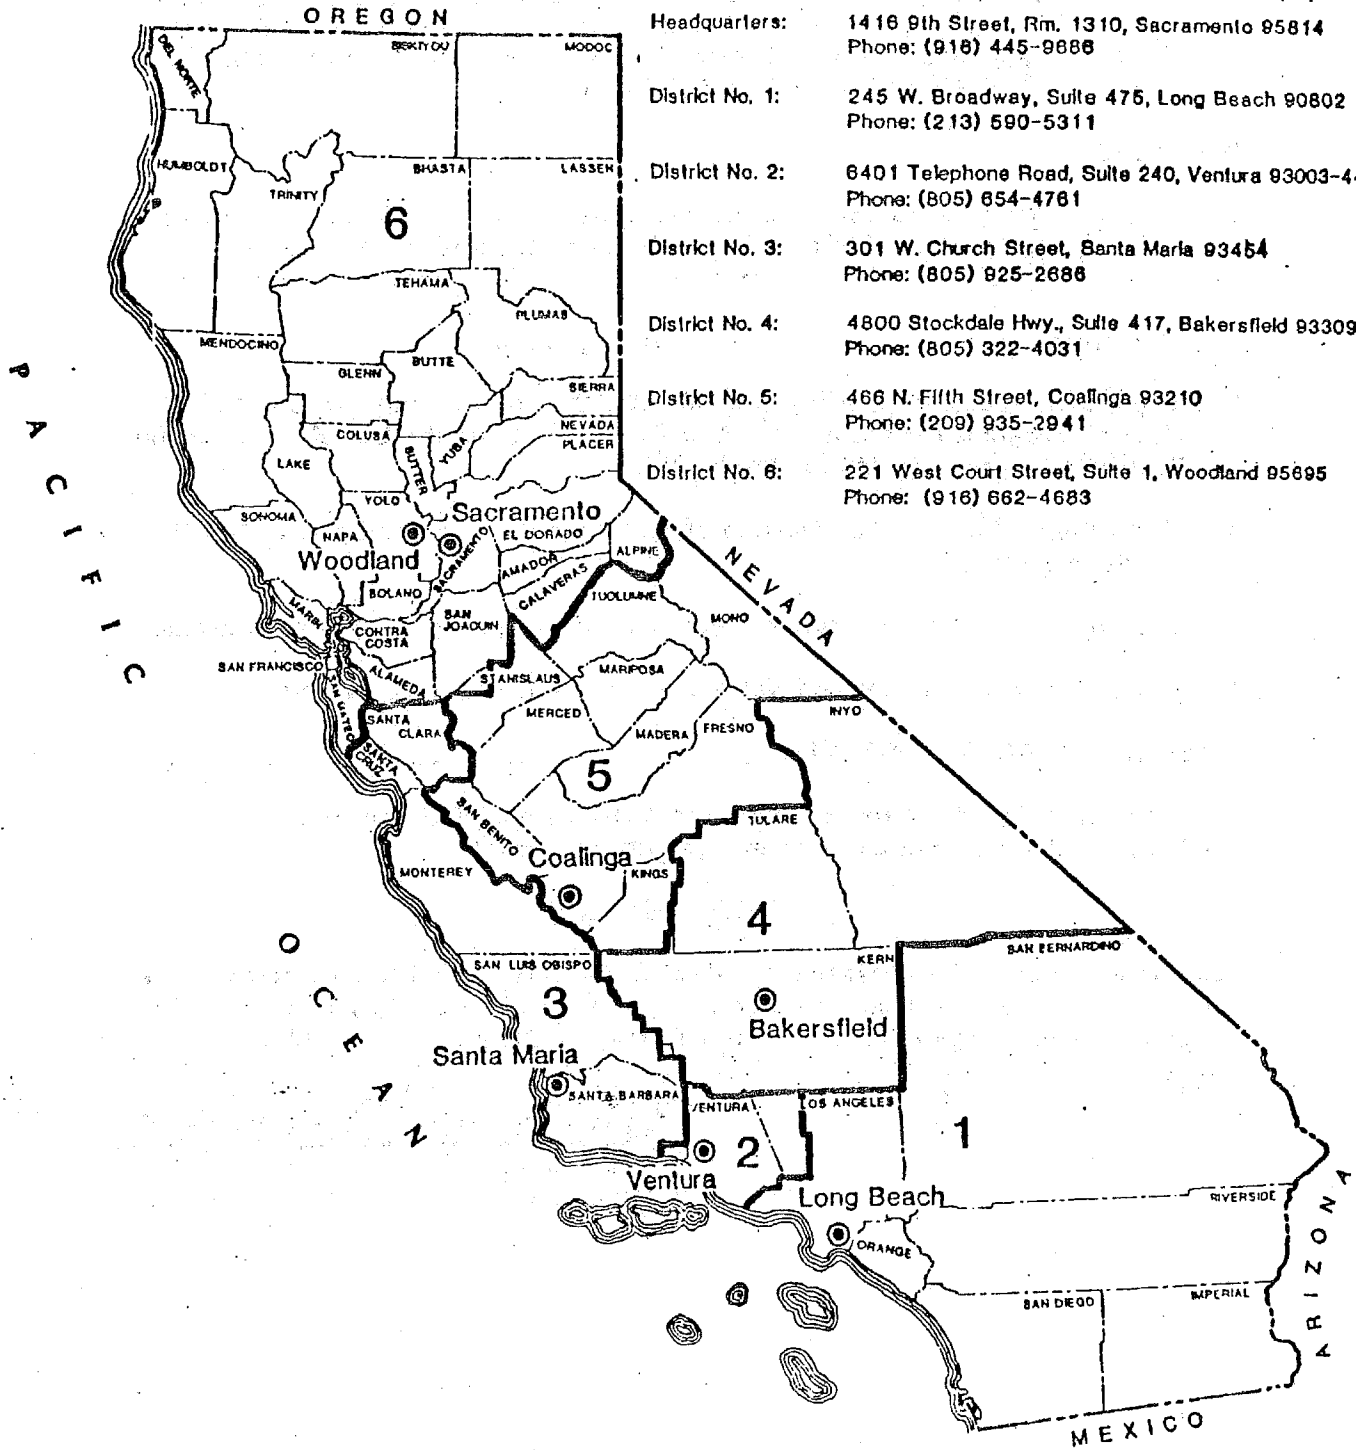 OREGON
Headquarters: 1416 9th Street, Rm. 1310, Sacramento 95814
Phone: (916) 445-9686
District No. 1: 245 W. Broadway, Suite 475, Long Beach 90802
Phone: (213) 590-5311
District No. 2: 6401 Telephone Road, Suite 240, Ventura 93003-4
Phone: (805) 654-4761
District No. 3: 301 W. Church Street, Santa Maria 93454
Phone: (805) 925-2686
District No. 4: 4800 Stockdale Hwy., Suite 417, Bakersfield 93309
Phone: (805) 322-4031
District No. 5: 466 N. Fifth Street, Coalinga 93210
Phone: (209) 935-2941
District No. 6: 221 West Court Street, Suite 1, Woodland 95695
Phone: (916) 662-4683
DEL NORTE
SISKIYOU
MODOC
HUMBOLDT
TRINITY
SHASTA
LASSEN
6
TEHAMA
PLUMAS
MENDOCINO
GLENN
BUTTE
SIERRA
COLUSA
SUTTER
YUBA
NEVADA
PLACER
LAKE
YOLO
SONOMA
NAPA
Sacramento
EL DORADO
Woodland
SACRAMENTO
AMADOR
ALPINE
SOLANO
CALAVERAS
TUOLUMNE
NEVADA
MARIN
CONTRA COSTA
SAN JOAQUIN
MONO
SAN FRANCISCO
ALAMEDA
STANISLAUS
MARIPOSA
SAN MATEO
SANTA CLARA
MERCED
MADERA
FRESNO
INYO
SANTA CRUZ
5
SAN BENITO
TULARE
MONTEREY
Coalinga
KINGS
4
PACIFIC
OCEAN
SAN LUIS OBISPO
KERN
SAN BERNARDINO
3
Bakersfield
Santa Maria
SANTA BARBARA
VENTURA
LOS ANGELES
1
2
Ventura
Long Beach
RIVERSIDE
ORANGE
SAN DIEGO
IMPERIAL
ARIZONA
MEXICO